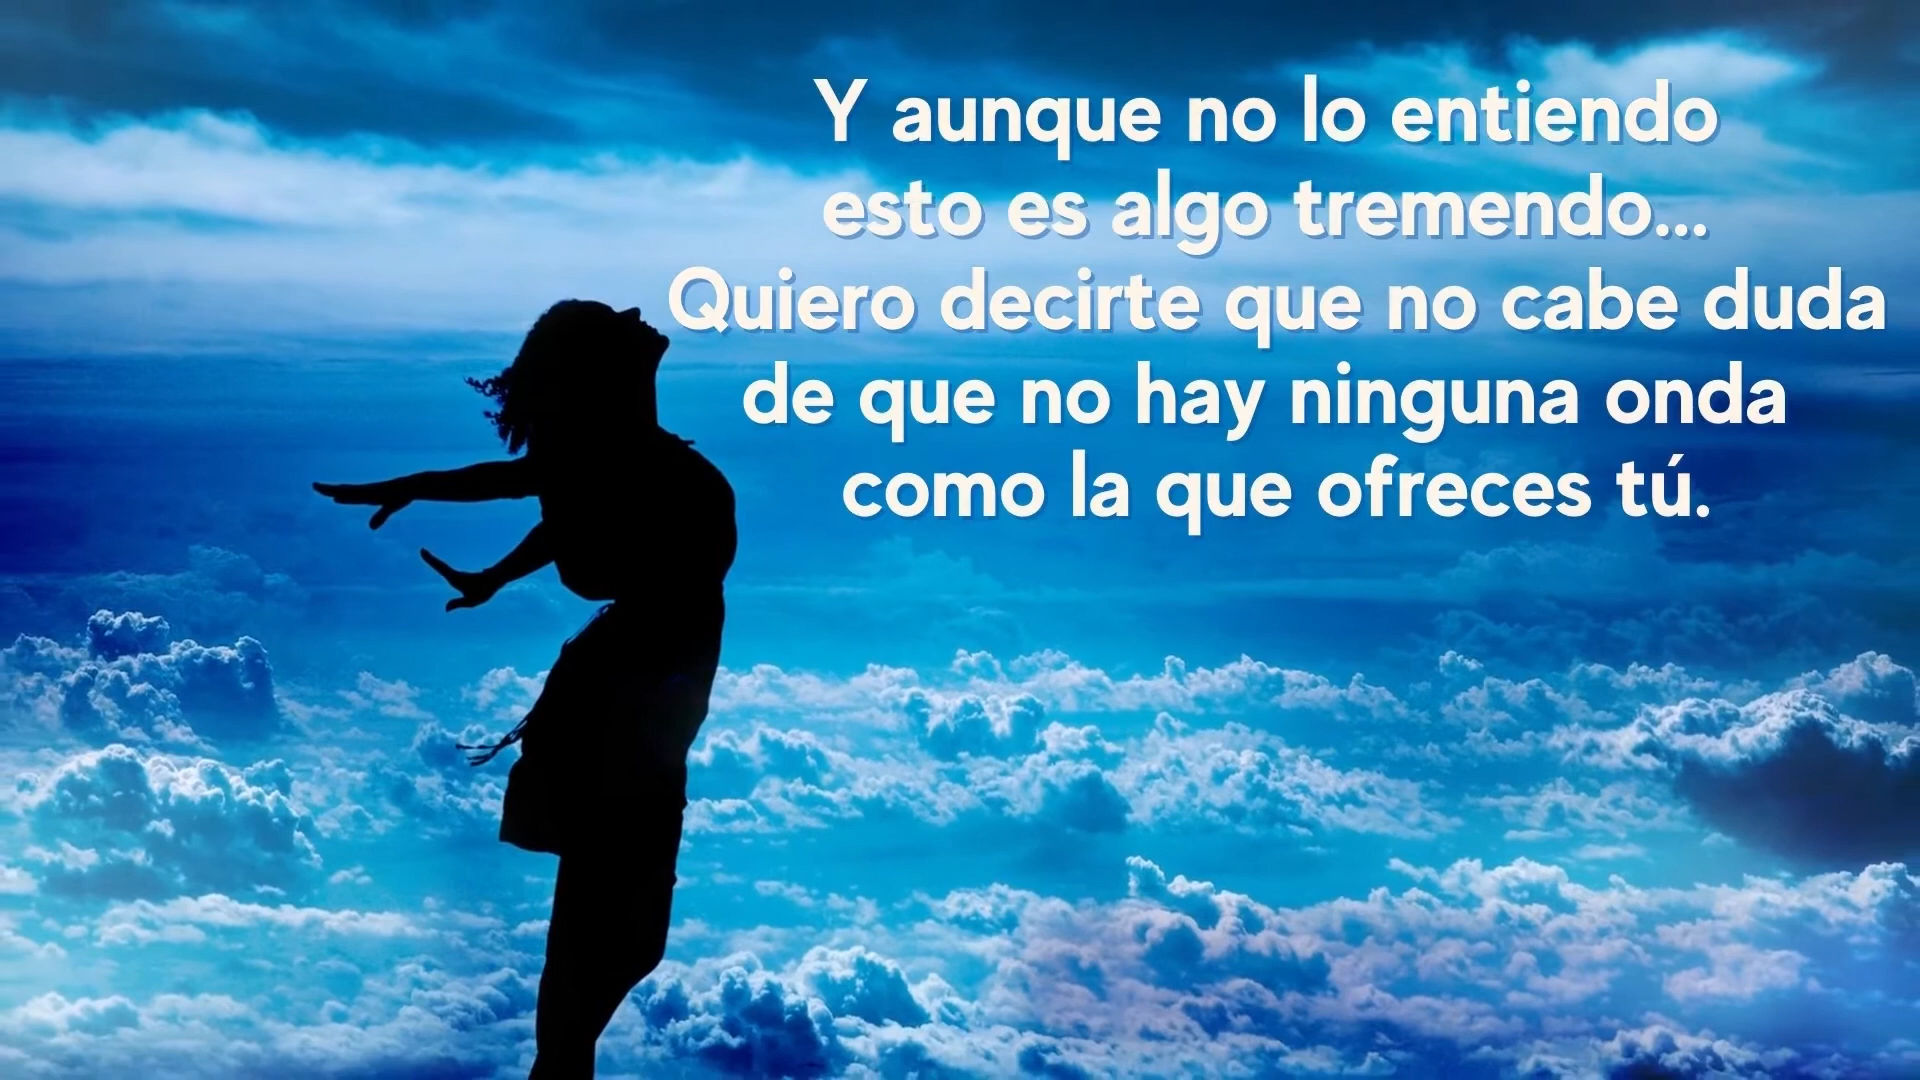 Y aunque no lo entiendo
esto es algo tremendo...
Quiero decirte que no cabe duda
de que no hay ninguna onda
como la que ofreces tú.